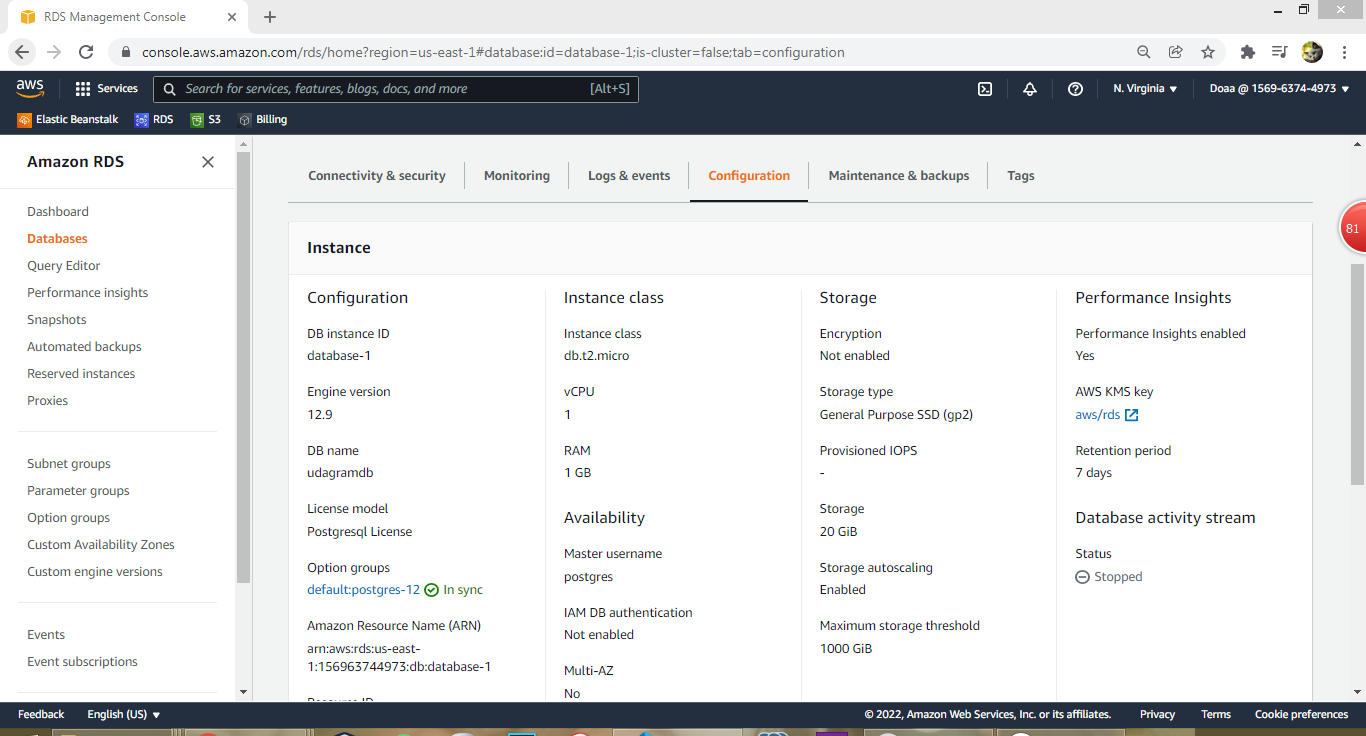 RDS Management Console
console.aws.amazon.com/rds/home?region=us-east-1#database:id=database-1;is-cluster=false;tab=configuration
aws
Services
Search for services, features, blogs, docs, and more
[Alt+S]
N. Virginia
Doaa @ 1569-6374-4973
Elastic Beanstalk
RDS
S3
Billing
Amazon RDS
Dashboard
Databases
Query Editor
Performance insights
Snapshots
Automated backups
Reserved instances
Proxies
Subnet groups
Parameter groups
Option groups
Custom Availability Zones
Custom engine versions
Events
Event subscriptions
Connectivity & security
Monitoring
Logs & events
Configuration
Maintenance & backups
Tags
81
Instance
Configuration
DB instance ID
database-1
Engine version
12.9
DB name
udagramdb
License model
Postgresql License
Option groups
default:postgres-12 In sync
Amazon Resource Name (ARN)
arn:aws:rds:us-east-
1:156963744973:db:database-1
Instance class
Instance class
db.t2.micro
vCPU
1
RAM
1 GB
Availability
Master username
postgres
IAM DB authentication
Not enabled
Multi-AZ
No
Storage
Encryption
Not enabled
Storage type
General Purpose SSD (gp2)
Provisioned IOPS
-
Storage
20 GiB
Storage autoscaling
Enabled
Maximum storage threshold
1000 GiB
Performance Insights
Performance Insights enabled
Yes
AWS KMS key
aws/rds
Retention period
7 days
Database activity stream
Status
Stopped
Feedback
English (US)
© 2022, Amazon Web Services, Inc. or its affiliates.
Privacy
Terms
Cookie preferences